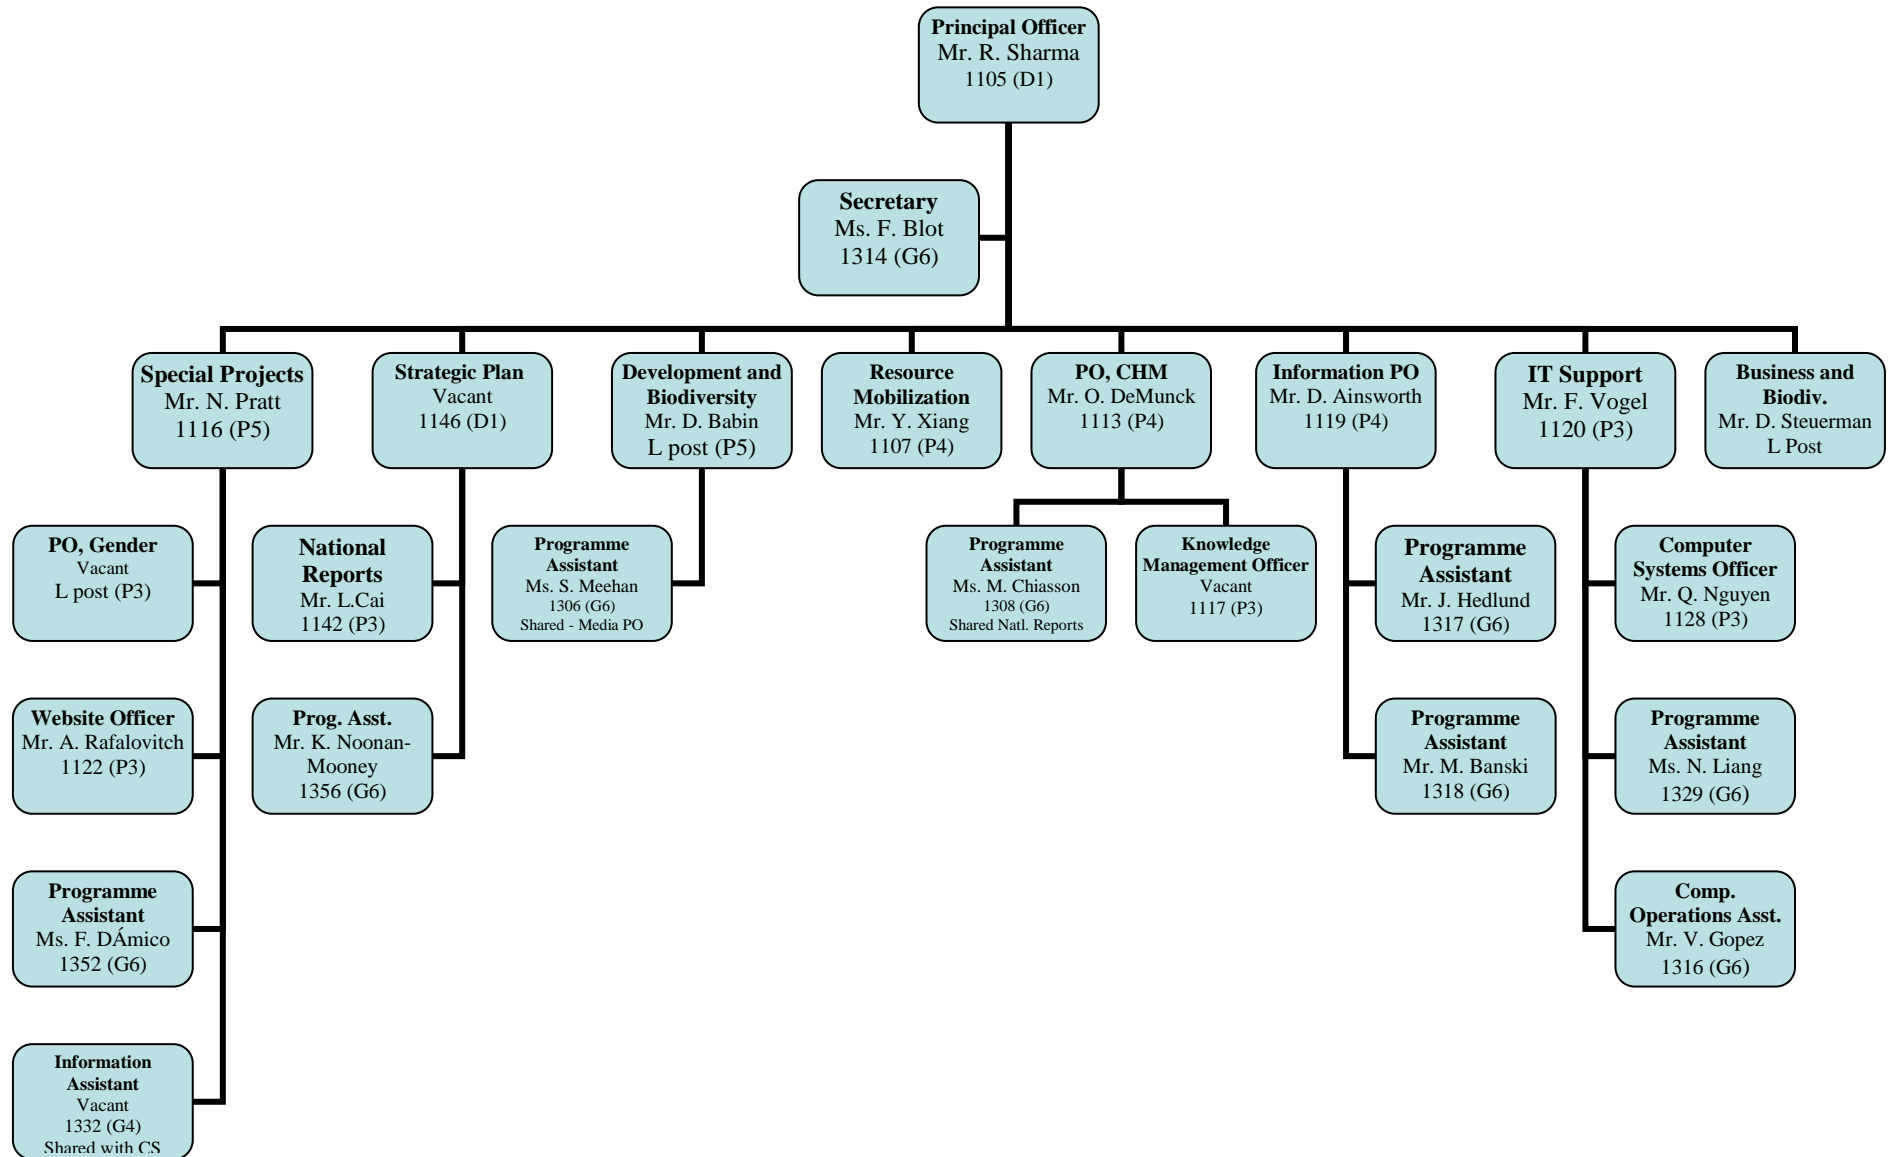 Principal Officer
Mr. R. Sharma
1105 (D1)
Secretary
Ms. F. Blot
1314 (G6)
Special Projects
Mr. N. Pratt
1116 (P5)
Strategic Plan
Vacant
1146 (D1)
Development and
Biodiversity
Mr. D. Babin
L post (P5)
Resource
Mobilization
Mr. Y. Xiang
1107 (P4)
PO, CHM
Mr. O. DeMunck
1113 (P4)
Information PO
Mr. D. Ainsworth
1119 (P4)
IT Support
Mr. F. Vogel
1120 (P3)
Business and
Biodiv.
Mr. D. Steuerman
L Post
PO, Gender
Vacant
L post (P3)
National
Reports
Mr. L.Cai
1142 (P3)
Programme
Assistant
Ms. S. Meehan
1306 (G6)
Shared - Media PO
Programme
Assistant
Ms. M. Chiasson
1308 (G6)
Shared Natl. Reports
Knowledge
Management Officer
Vacant
1117 (P3)
Programme
Assistant
Mr. J. Hedlund
1317 (G6)
Computer
Systems Officer
Mr. Q. Nguyen
1128 (P3)
Website Officer
Mr. A. Rafalovitch
1122 (P3)
Prog. Asst.
Mr. K. Noonan-
Mooney
1356 (G6)
Programme
Assistant
Mr. M. Banski
1318 (G6)
Programme
Assistant
Ms. N. Liang
1329 (G6)
Programme
Assistant
Ms. F. DÁmico
1352 (G6)
Comp.
Operations Asst.
Mr. V. Gopez
1316 (G6)
Information
Assistant
Vacant
1332 (G4)
Shared with CS